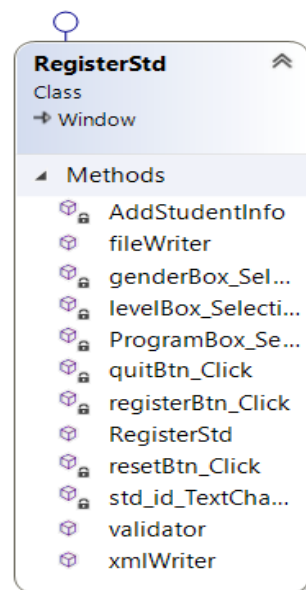 RegisterStd
Class
Window
Methods
AddStudentInfo
fileWriter
genderBox_Sel...
levelBox_Selecti...
ProgramBox_Se...
quitBtn_Click
registerBtn_Click
RegisterStd
resetBtn_Click
std_id_TextCha...
validator
xmlWriter